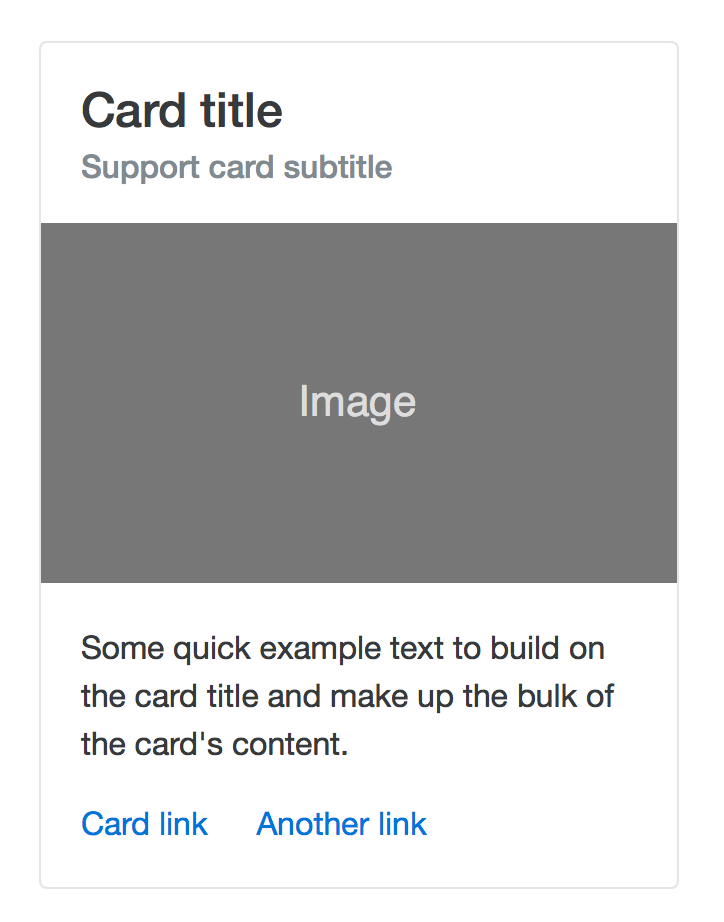 Card title
Support card subtitle
Image
Some quick example text to build on
the card title and make up the bulk of
the card's content.
Card link Another link